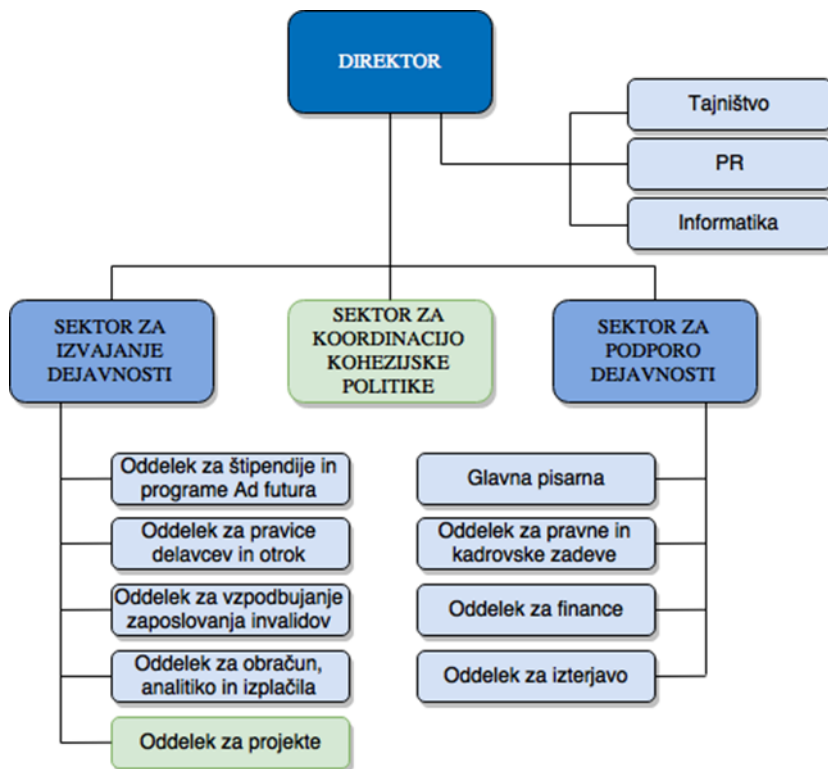 DIREKTOR
Tajništvo
PR
Informatika
SEKTOR ZA
IZVAJANJE
DEJAVNOSTI
SEKTOR ZA
KOORDINACIJO
KOHEZIJSKE
POLITIKE
SEKTOR ZA
PODPORO
DEJAVNOSTI
Oddelek za štipendije in
programe Ad futura
Oddelek za pravice
delavcev in otrok
Oddelek za vzpodbujanje
zaposlovanja invalidov
Oddelek za obračun,
analitiko in izplačila
Oddelek za projekte
Glavna pisarna
Oddelek za pravne in
kadrovske zadeve
Oddelek za finance
Oddelek za izterjavo